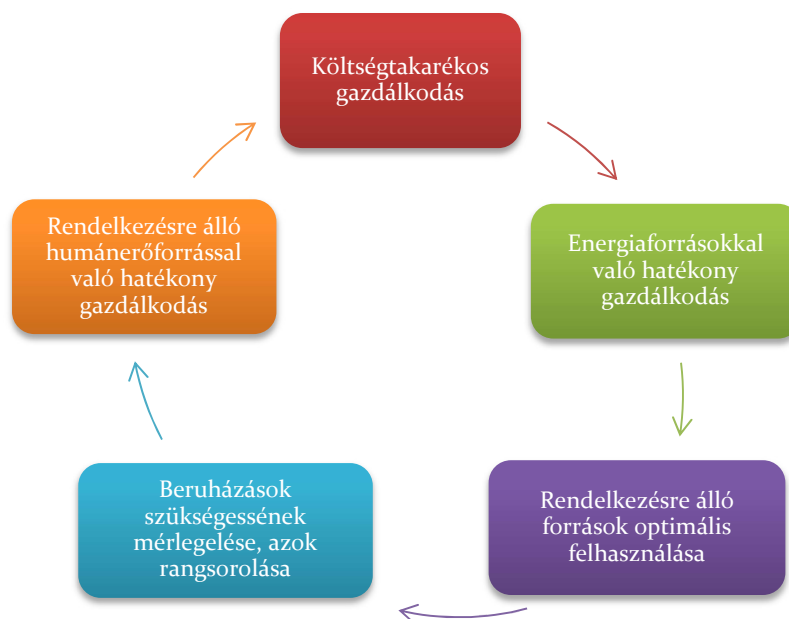 Költségtakarékos
gazdálkodás
Energiaforrásokkal
való hatékony
gazdálkodás
Rendelkezésre álló
források optimális
felhasználása
Beruházások
szükségessének
mérlegelése, azok
rangsorolása
Rendelkezésre álló
humánerőforrással
való hatékony
gazdálkodás